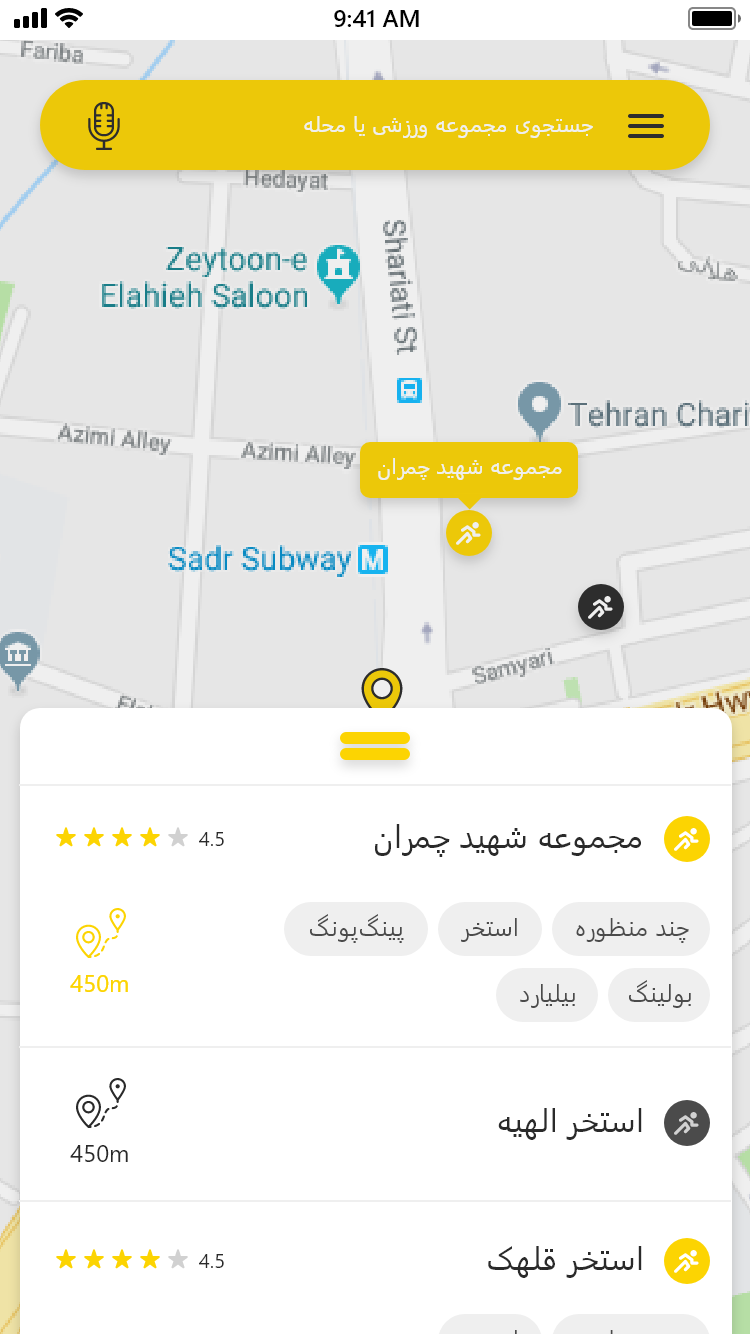 9:41 AM
Fariba
جستجوی مجموعه ورزشی یا محله
Hedayat
Shariati St
Zeytoon-e
Elahieh Saloon
Tehran Chari
Azimi Alley
Azimi Alley
مجموعه شهید چمران
Sadr Subway M
Samyari
Hw
مجموعه شهید چمران
4.5
چند منظوره
استخر
پینگ‌پونگ
450m
بولینگ
بیلیارد
استخر الهیه
450m
استخر قلهک
4.5